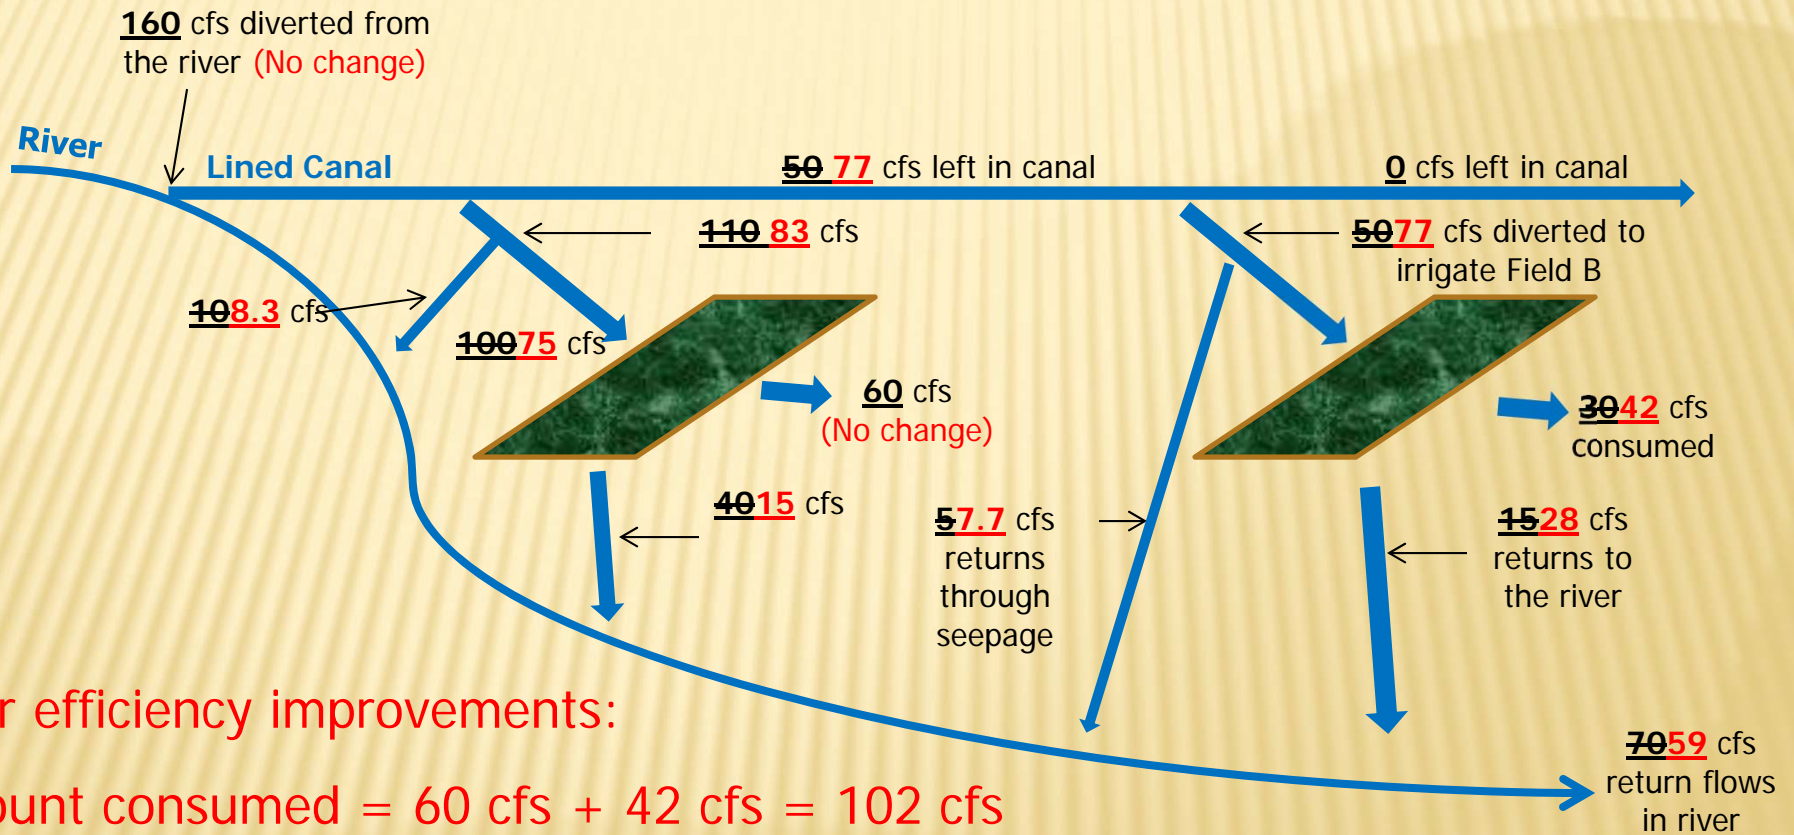 160 cfs diverted from
the river (No change)
River
Lined Canal
50 77 cfs left in canal
0 cfs left in canal
110 83 cfs
5077 cfs diverted to
irrigate Field B
108.3 cfs
10075 cfs
60 cfs
(No change)
3042 cfs
consumed
4015 cfs
57.7 cfs
returns
through
seepage
1528 cfs
returns to
the river
r efficiency improvements:
ount consumed = 60 cfs + 42 cfs = 102 cfs
7059 cfs
return flows
in river